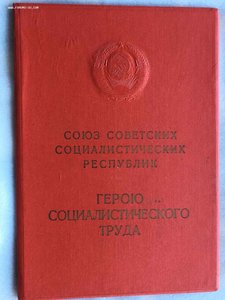 СОЮЗ СОВЕТСКИХ
СОЦИАЛИСТИЧЕСКИХ
РЕСПУБЛИК
ГЕРОЮ
СОЦИАЛИСТИЧЕСКОГО
ТРУДА